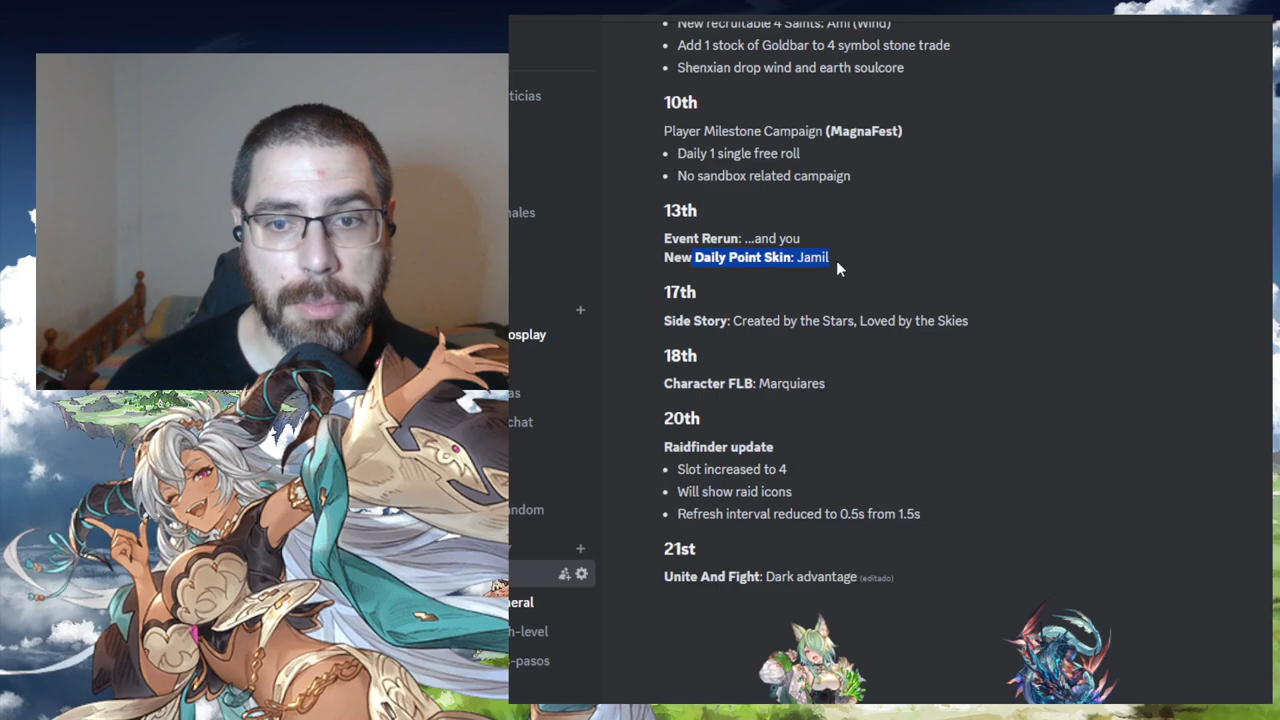 New recruitable 4 Saints: Ami (Wind)
Add 1 stock of Goldbar to 4 symbol stone trade
Shenxian drop wind and earth soulcore
ticias
10th
Player Milestone Campaign (MagnaFest)
Daily 1 single free roll
No sandbox related campaign
13th
nales
Event Rerun: ...and you
New Daily Point Skin: Jamil
17th
Side Story: Created by the Stars, Loved by the Skies
osplay
18th
Character FLB: Marquiares
as
chat
20th
Raidfinder update
Slot increased to 4
Will show raid icons
Refresh interval reduced to 0.5s from 1.5s
andom
21st
Unite And Fight: Dark advantage (editado)
neral
h-level
-pasos